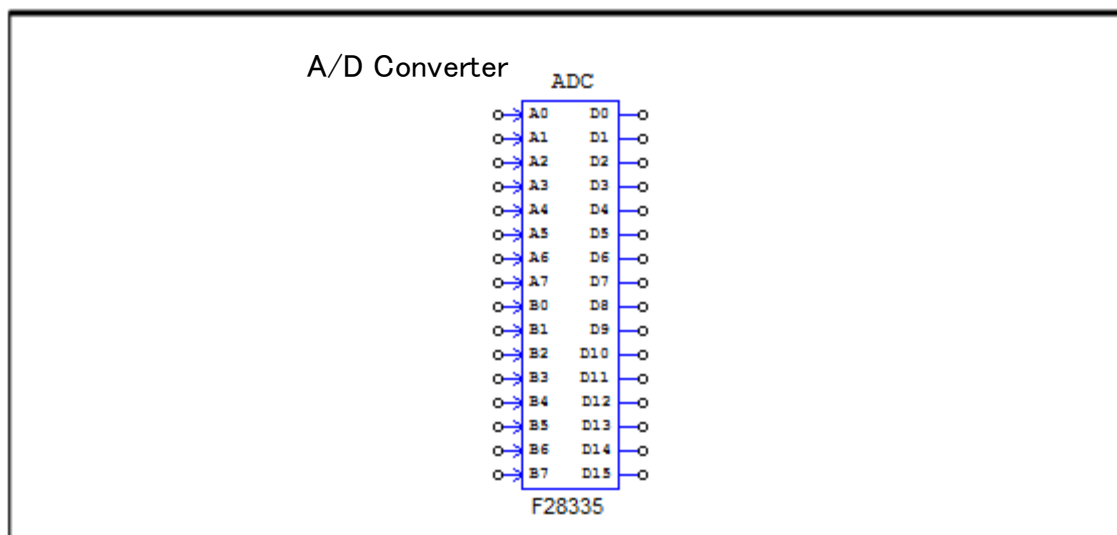 A/D Converter
ADC
A0 D0
A1 D1
A2 D2
A3 D3
A4 D4
A5 D5
A6 D6
A7 D7
B0 D8
B1 D9
B2 D10
B3 D11
B4 D12
B5 D13
B6 D14
B7 D15
F28335